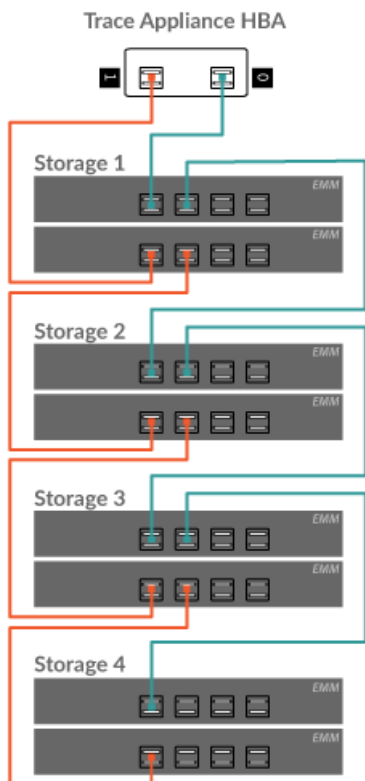 Trace Appliance HBA
1 0
Storage 1
EMM
EMM
Storage 2
EMM
EMM
Storage 3
EMM
EMM
Storage 4
EMM
EMM